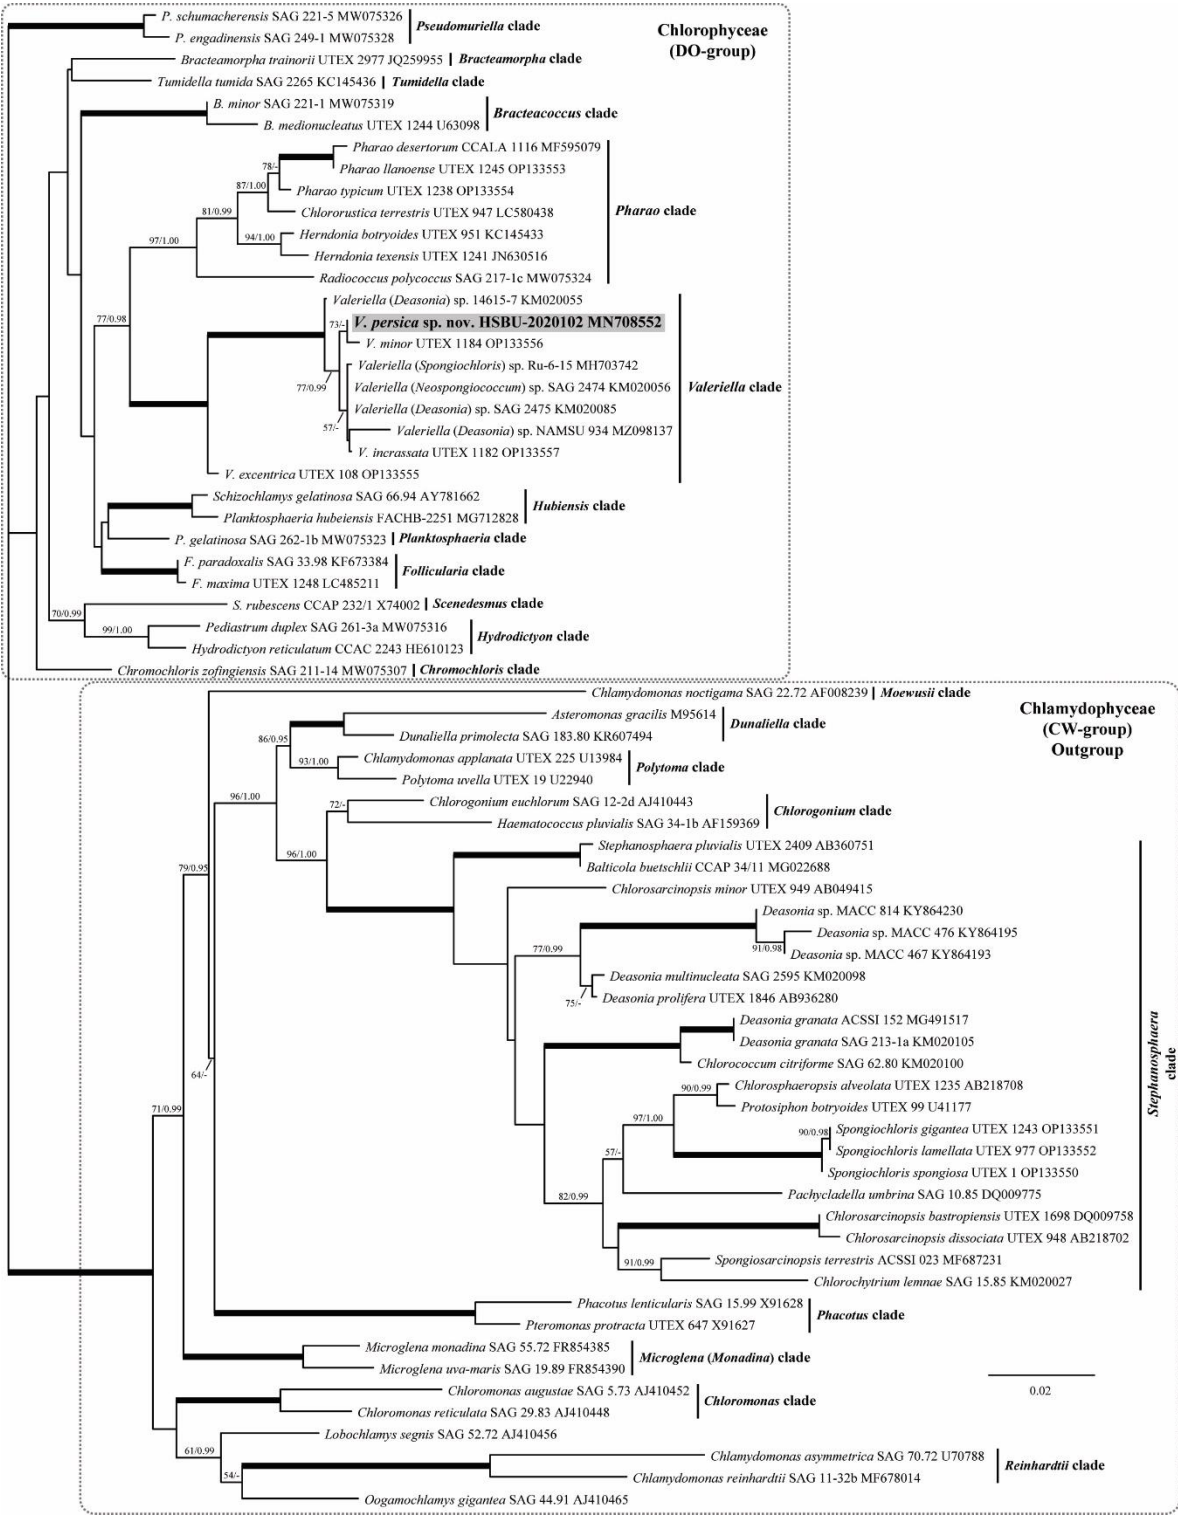 P. schumacherensis SAG 221-5 MW075326
P. engadinensis SAG 249-1 MW075328
Pseudomuriella clade
Chlorophyceae
(DO-group)
Bracteamorpha trainorii UTEX 2977 JQ259955
Bracteamorpha clade
Tumidella tumida SAG 2265 KC145436
Tumidella clade
B. minor SAG 221-1 MW075319
B. medionucleatus UTEX 1244 U63098
Bracteacoccus clade
Pharao desertorum CCALA 1116 MF595079
78/-
Pharao llanoense UTEX 1245 OP133553
87/1.00
Pharao typicum UTEX 1238 OP133554
81/0.99
Chlororustica terrestris UTEX 947 LC580438
Pharao clade
97/1.00
94/1.00
Herndonia botryoides UTEX 951 KC145433
Herndonia texensis UTEX 1241 JN630516
Radiococcus polycoccus SAG 217-1c MW075324
Valeriella (Deasonia) sp. 14615-7 KM020055
77/0.98
73/-
V. persica sp. nov. HSBU-2020102 MN708552
V. minor UTEX 1184 OP133556
Valeriella (Spongiochloris) sp. Ru-6-15 MH703742
77/0.99
Valeriella (Neospongiococcum) sp. SAG 2474 KM020056
Valeriella clade
Valeriella (Deasonia) sp. SAG 2475 KM020085
57/-
Valeriella (Deasonia) sp. NAMSU 934 MZ098137
V. incrassata UTEX 1182 OP133557
V. excentrica UTEX 108 OP133555
Schizochlamys gelatinosa SAG 66.94 AY781662
Planktosphaeria hubeiensis FACHB-2251 MG712828
Hubiensis clade
P. gelatinosa SAG 262-1b MW075323
Planktosphaeria clade
F. paradoxalis SAG 33.98 KF673384
F. maxima UTEX 1248 LC485211
Follicularia clade
70/0.99
S. rubescens CCAP 232/1 X74002
Scenedesmus clade
99/1.00
Pediastrum duplex SAG 261-3a MW075316
Hydrodictyon reticulatum CCAC 2243 HE610123
Hydrodictyon clade
Chromochloris zofingiensis SAG 211-14 MW075307
Chromochloris clade
Chlamydomonas noctigama SAG 22.72 AF008239
Moewusii clade
Chlamydophyceae
(CW-group)
Outgroup
Asteromonas gracilis M95614
86/0.95
Dunaliella primolecta SAG 183.80 KR607494
Dunaliella clade
93/1.00
Chlamydomonas applanata UTEX 225 U13984
Polytoma uvella UTEX 19 U22940
Polytoma clade
96/1.00
72/-
Chlorogonium euchlorum SAG 12-2d AJ410443
Haematococcus pluvialis SAG 34-1b AF159369
Chlorogonium clade
96/1.00
Stephanosphaera pluvialis UTEX 2409 AB360751
79/0.95
Balticola buetschlii CCAP 34/11 MG022688
Chlorosarcinopsis minor UTEX 949 AB049415
Deasonia sp. MACC 814 KY864230
Deasonia sp. MACC 476 KY864195
77/0.99
91/0.98
Deasonia sp. MACC 467 KY864193
Deasonia multinucleata SAG 2595 KM020098
75/-
Deasonia prolifera UTEX 1846 AB936280
Deasonia granata ACSSI 152 MG491517
Deasonia granata SAG 213-1a KM020105
Chlorococcum citriforme SAG 62.80 KM020100
Stephanosphaera
clade
64/-
90/0.99
Chlorosphaeropsis alveolata UTEX 1235 AB218708
71/0.99
Protosiphon botryoides UTEX 99 U41177
97/1.00
90/0.98
Spongiochloris gigantea UTEX 1243 OP133551
57/-
Spongiochloris lamellata UTEX 977 OP133552
Spongiochloris spongiosa UTEX 1 OP133550
82/0.99
Pachycladella umbrina SAG 10.85 DQ009775
Chlorosarcinopsis bastropiensis UTEX 1698 DQ009758
Chlorosarcinopsis dissociata UTEX 948 AB218702
91/0.99
Spongiosarcinopsis terrestris ACSSI 023 MF687231
Chlorochytrium lemnae SAG 15.85 KM020027
Phacotus lenticularis SAG 15.99 X91628
Pteromonas protracta UTEX 647 X91627
Phacotus clade
Microglena monadina SAG 55.72 FR854385
Microglena uva-maris SAG 19.89 FR854390
Microglena (Monadina) clade
0.02
Chloromonas augustae SAG 5.73 AJ410452
Chloromonas reticulata SAG 29.83 AJ410448
Chloromonas clade
61/0.99
Lobochlamys segnis SAG 52.72 AJ410456
Chlamydomonas asymmetrica SAG 70.72 U70788
54/-
Chlamydomonas reinhardtii SAG 11-32b MF678014
Reinhardtii clade
Oogamochlamys gigantea SAG 44.91 AJ410465